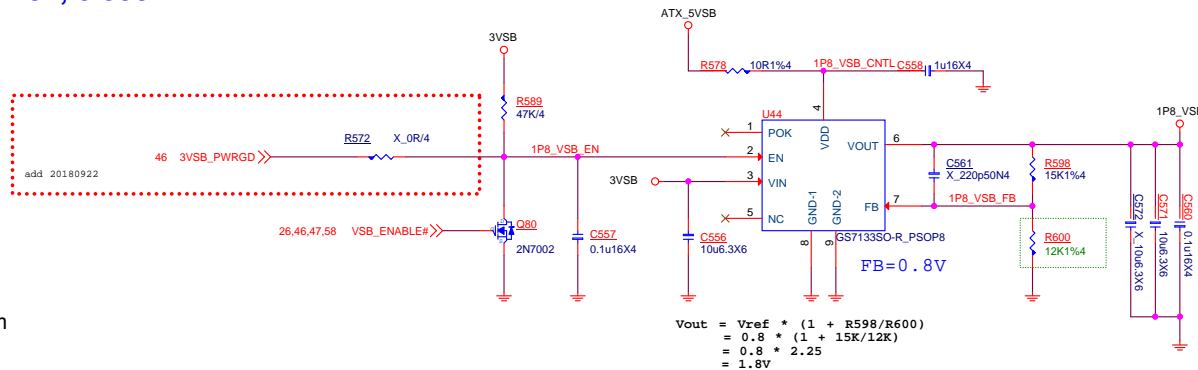 ATX_5VSB
3VSB
R578 10R1%4 1P8_VSB_CNTL C558 1u16X4
R589
47K/4
U44
4
VDD
1P8_VS
R572 X_0R/4
46 3VSB_PWRGD
add 20180922
1P8_VSB_EN
1 POK
2 EN
3 VIN
5 NC
VOUT 6
FB 7
GND-1
GND-2
8
9
3VSB
C561
X_220p50N4
R598
15K1%4
1P8_VSB_FB
26,46,47,58 VSB_ENABLE#
Q80
2N7002
C557
0.1u16X4
C556
10u6.3X6
GS7133SO-R_PSOP8
FB=0.8V
R600
12K1%4
C572
X_10u6.3X6
C571
10u6.3X6
C560
0.1u16X4
Vout = Vref * (1 + R598/R600)
= 0.8 * (1 + 15K/12K)
= 0.8 * 2.25
= 1.8V